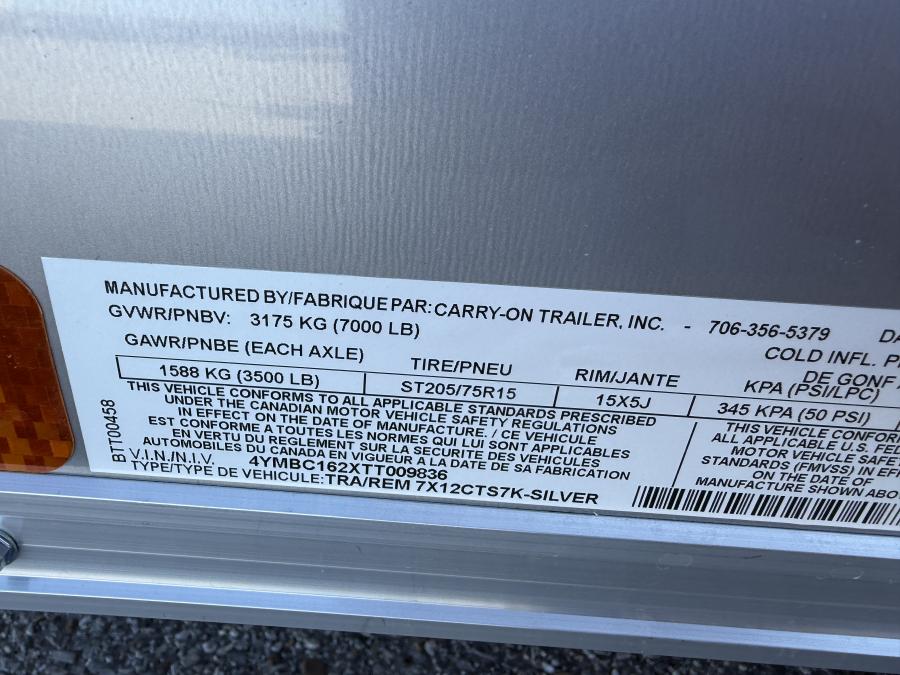 MANUFACTURED BY/FABRIQUE PAR: CARRY-ON TRAILER, INC. - 706-356-5379 DA
GVWR/PNBV: 3175 KG (7000 LB)
COLD INFL. P
DE GONF
GAWR/PNBE (EACH AXLE) TIRE/PNEU RIM/JANTE KPA (PSI/LPC)
1588 KG (3500 LB) ST205/75R15 15X5J 345 KPA (50 PSI)
THIS VEHICLE CONFORMS TO ALL APPLICABLE STANDARDS PRESCRIBED
UNDER THE CANADIAN MOTOR VEHICLE SAFETY REGULATIONS
IN EFFECT ON THE DATE OF MANUFACTURE. / CE VEHICULE
EST CONFORME A TOUTES LES NORMES QUI LUI SONT APPLICABLES
EN VERTU DU REGLEMENT SUR LA SECURITE DES VEHICULES
AUTOMOBILES DU CANADA EN VIGUEUR A LA DATE DE SA FABRICATION
THIS VEHICLE CONFORM
ALL APPLICABLE U.S. FED
MOTOR VEHICLE SAFE
STANDARDS (FMVSS) IN EFF
ON THE DATE OF
MANUFACTURE SHOWN ABO
BTT00458
V.I.N/N.I.V. 4YMBC162XTT009836
TYPE/TYPE DE VEHICULE: TRA/REM 7X12CTS7K-SILVER